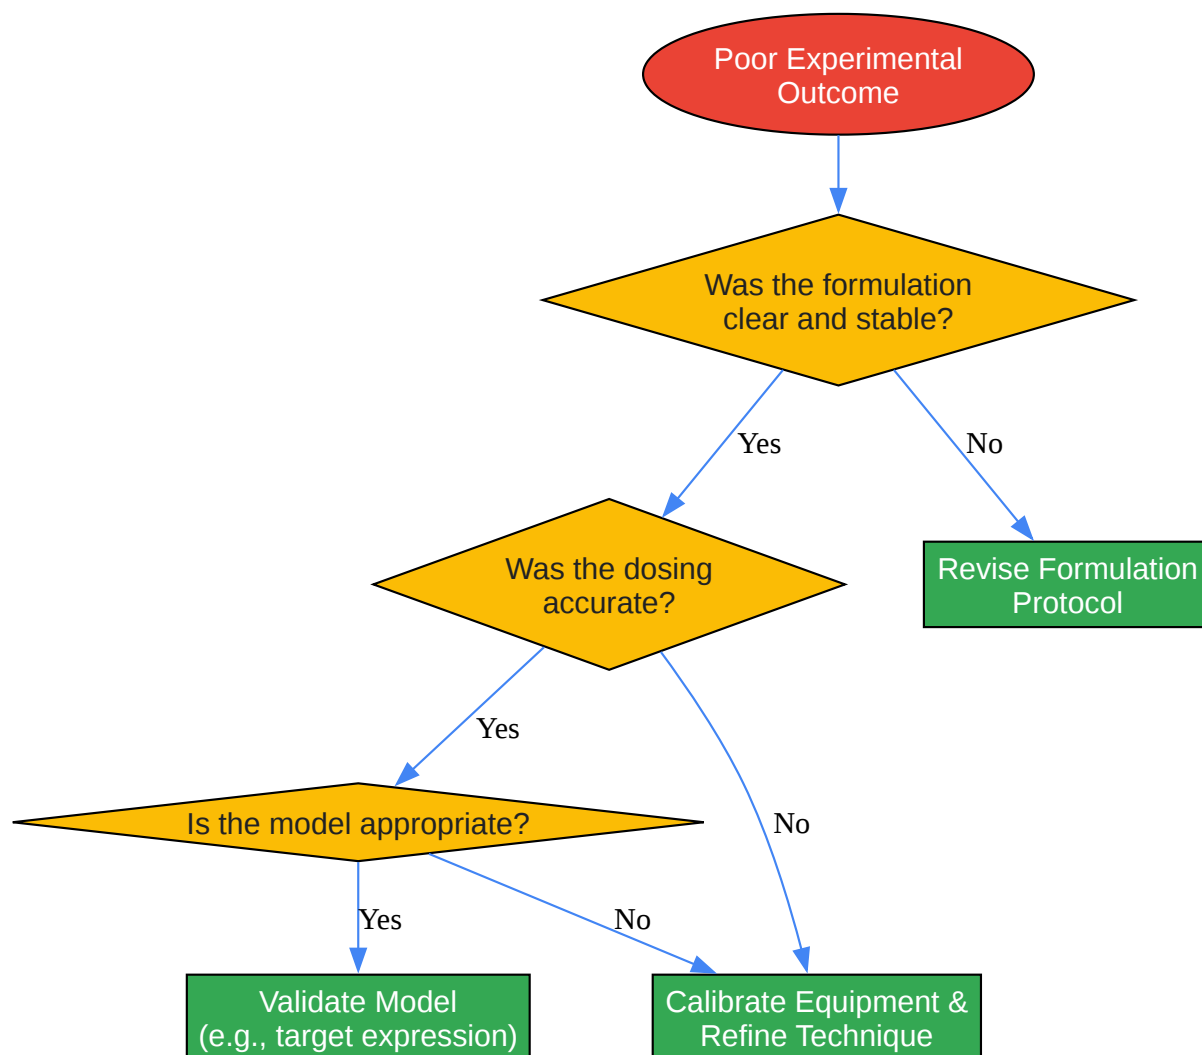 Poor Experimental
Outcome
Was the formulation
clear and stable?
Yes
No
Was the dosing
accurate?
Revise Formulation
Protocol
Yes
No
Is the model appropriate?
Yes
No
Validate Model
(e.g., target expression)
Calibrate Equipment &
Refine Technique